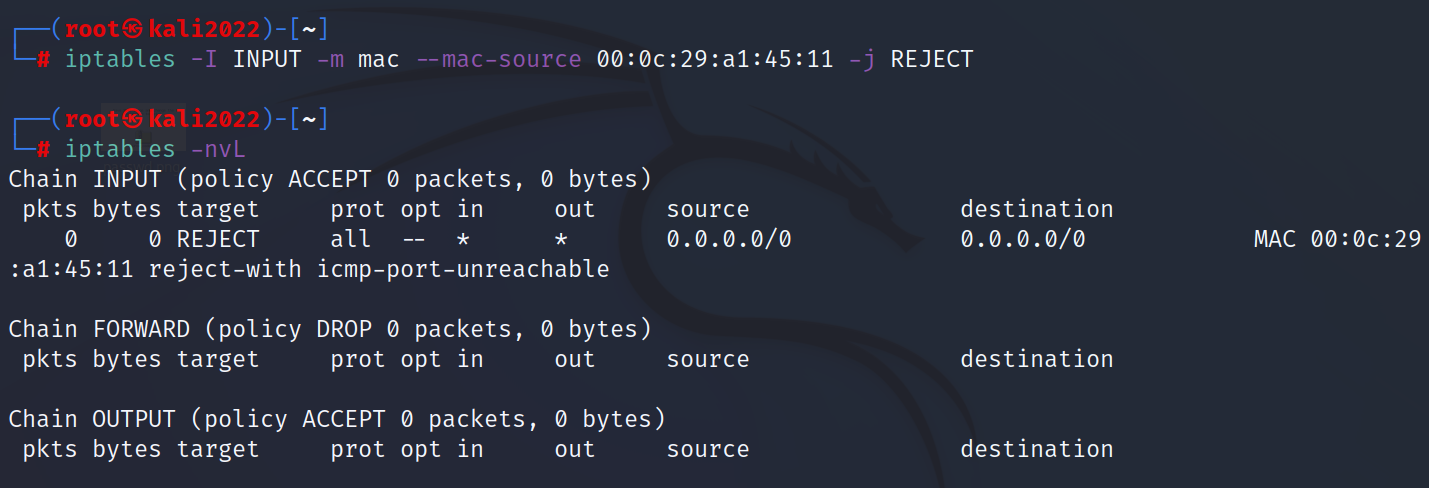 ┌──(root㉿kali2022)-[~]
└─# iptables -I INPUT -m mac --mac-source 00:0c:29:a1:45:11 -j REJECT
┌──(root㉿kali2022)-[~]
└─# iptables -nvL
Chain INPUT (policy ACCEPT 0 packets, 0 bytes)
 pkts bytes target     prot opt in     out     source               destination
    0     0 REJECT     all  --  *      *       0.0.0.0/0            0.0.0.0/0            MAC 00:0c:29
:a1:45:11 reject-with icmp-port-unreachable
Chain FORWARD (policy DROP 0 packets, 0 bytes)
 pkts bytes target     prot opt in     out     source               destination
Chain OUTPUT (policy ACCEPT 0 packets, 0 bytes)
 pkts bytes target     prot opt in     out     source               destination